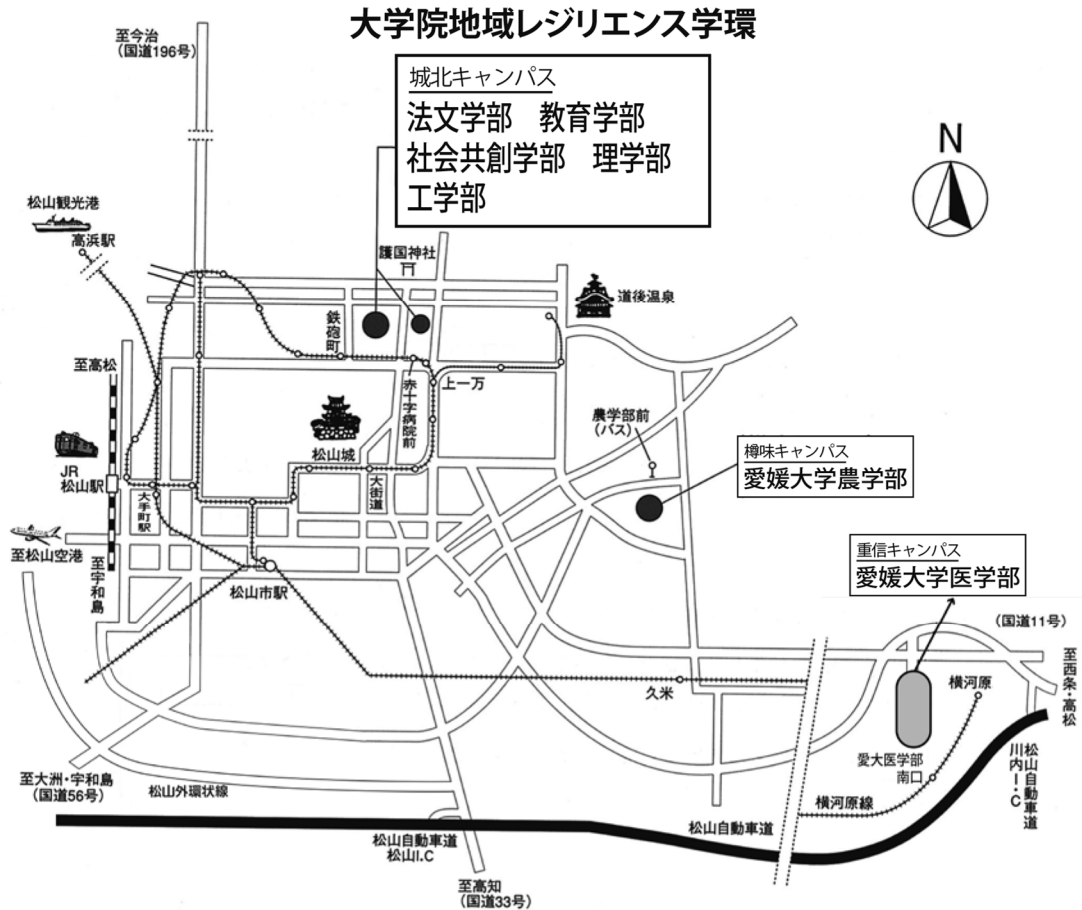 大学院地域レジリエンス学環
至今治
（国道196号）
城北キャンパス
法文学部　教育学部
社会共創学部　理学部
工学部
N
松山観光港
高浜駅
護国神社
道後温泉
鉄砲町
至高松
赤十字病院前
上一万
農学部前
（バス）
松山城
樽味キャンパス
愛媛大学農学部
JR
松山駅
大手町駅
大街道
至松山空港
至宇和島
松山市駅
重信キャンパス
愛媛大学医学部
（国道11号）
至西条・高松
久米
横河原
愛大医学部
南口
至大洲・宇和島
（国道56号）
松山外環状線
横河原線
松山自動車道
川内I・C
松山自動車道
松山自動車道
松山I.C
至高知
（国道33号）